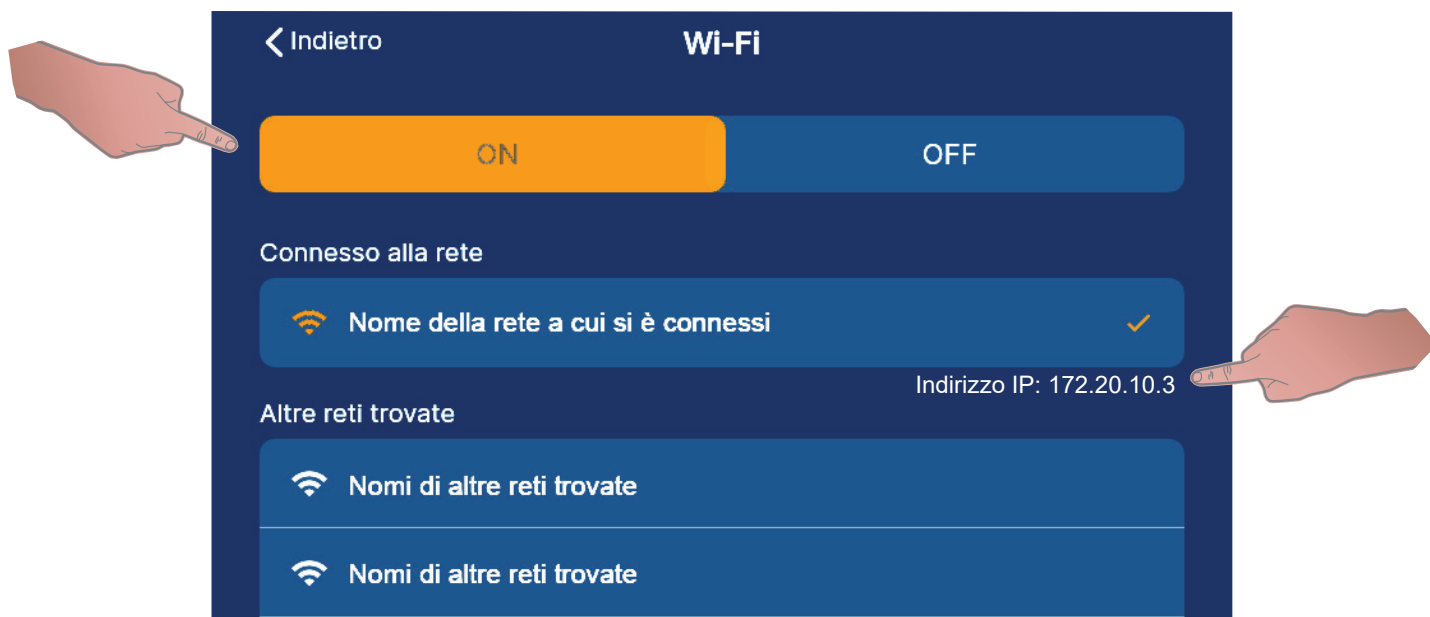 Indietro
Wi-Fi
ON
OFF
Connesso alla rete
Nome della rete a cui si è connessi
Indirizzo IP: 172.20.10.3
Altre reti trovate
Nomi di altre reti trovate
Nomi di altre reti trovate